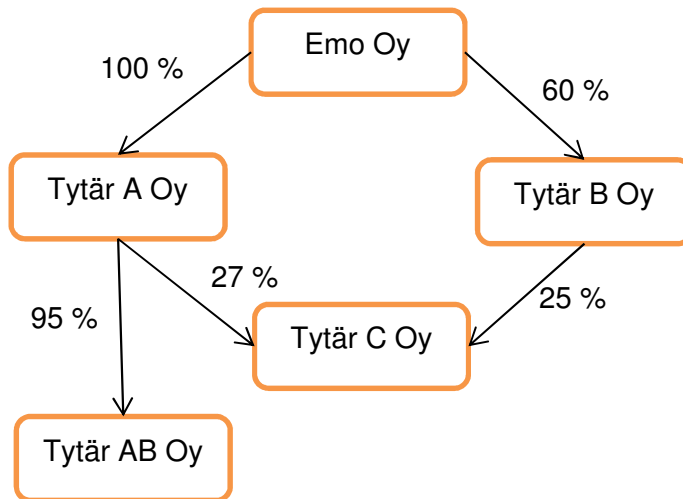 Emo Oy
100 %
60 %
Tytär A Oy
Tytär B Oy
27 %
25 %
95 %
Tytär C Oy
Tytär AB Oy